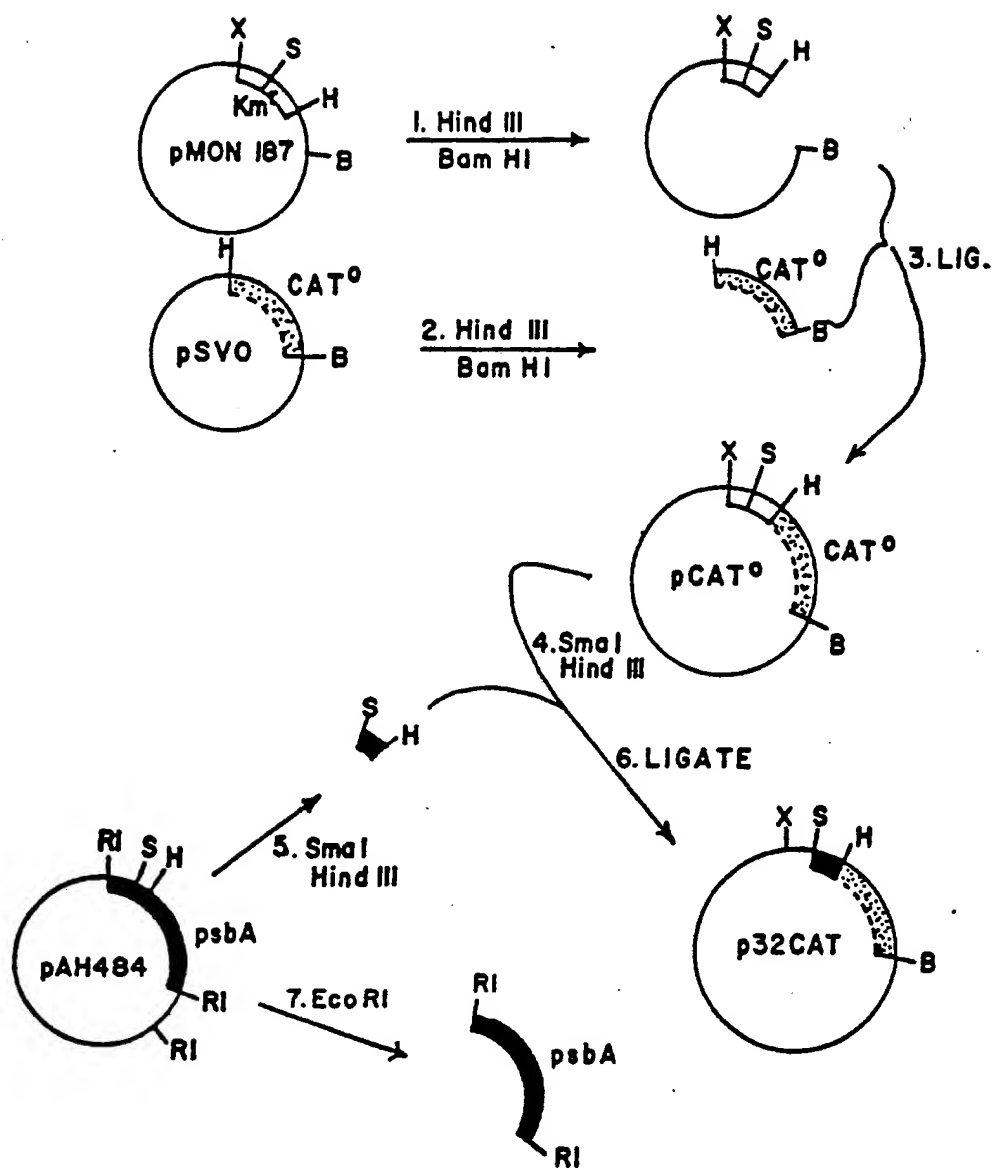 X
S
H
Km^r
pMON 187
B
1. Hind III
Bam HI
X
S
H
B
H
CAT°
pSVO
B
2. Hind III
Bam HI
H
CAT°
B
3. LIG.
X
S
H
CAT°
pCAT°
B
4. SmaI
Hind III
S
H
6. LIGATE
RI
S
H
5. SmaI
Hind III
psbA
pAH484
RI
RI
7. Eco RI
RI
psbA
RI
X
S
H
p32CAT
B